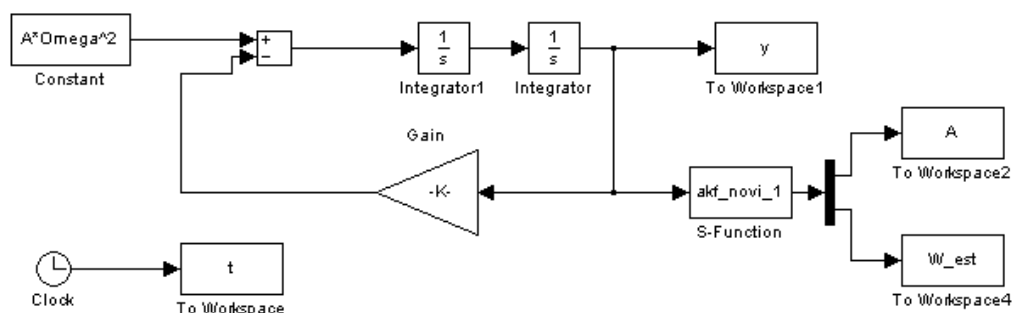 A*Omega^2
Constant
+
−
1
s
Integrator1
1
s
Integrator
y
To Workspace1
Gain
-K-
akf_novi_1
S-Function
A
To Workspace2
W_est
To Workspace4
Clock
t
To Workspace